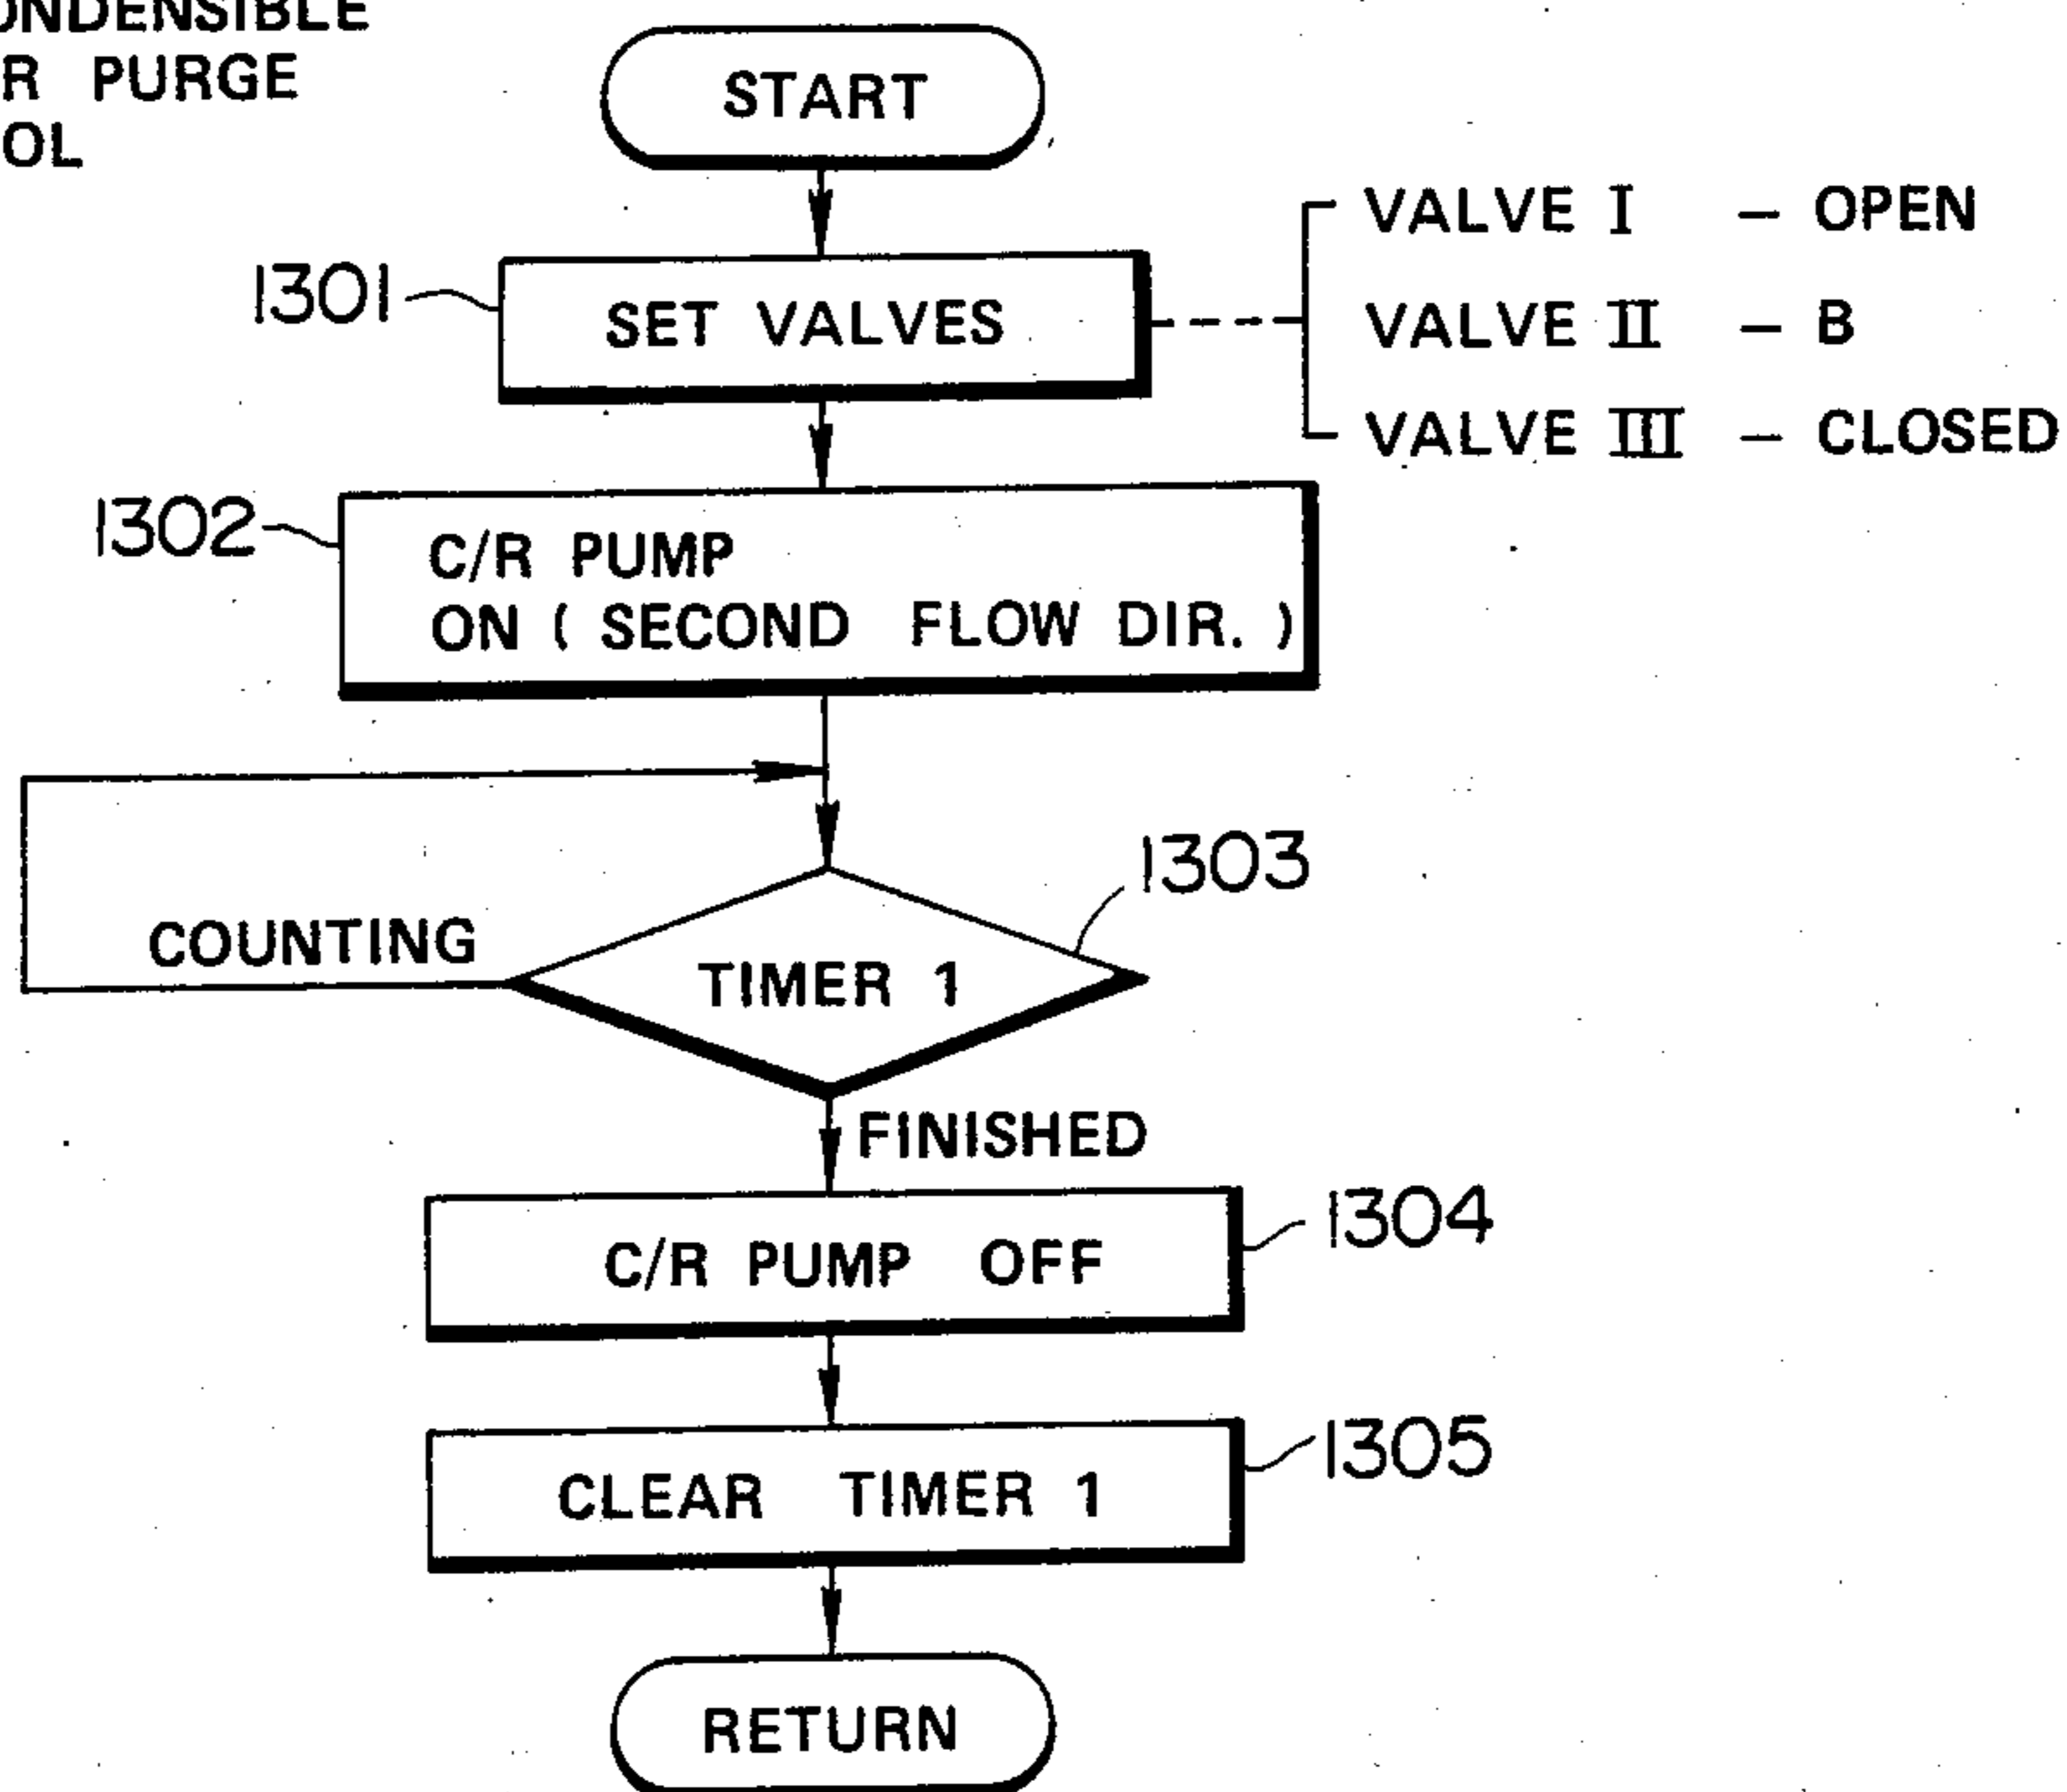 R PURGE
OL
START
VALVE I – OPEN
1301
SET VALVES
VALVE II – B
VALVE III – CLOSED
1302
C/R PUMP
ON ( SECOND FLOW DIR. )
1303
COUNTING
TIMER 1
FINISHED
1304
C/R PUMP OFF
1305
CLEAR TIMER 1
RETURN